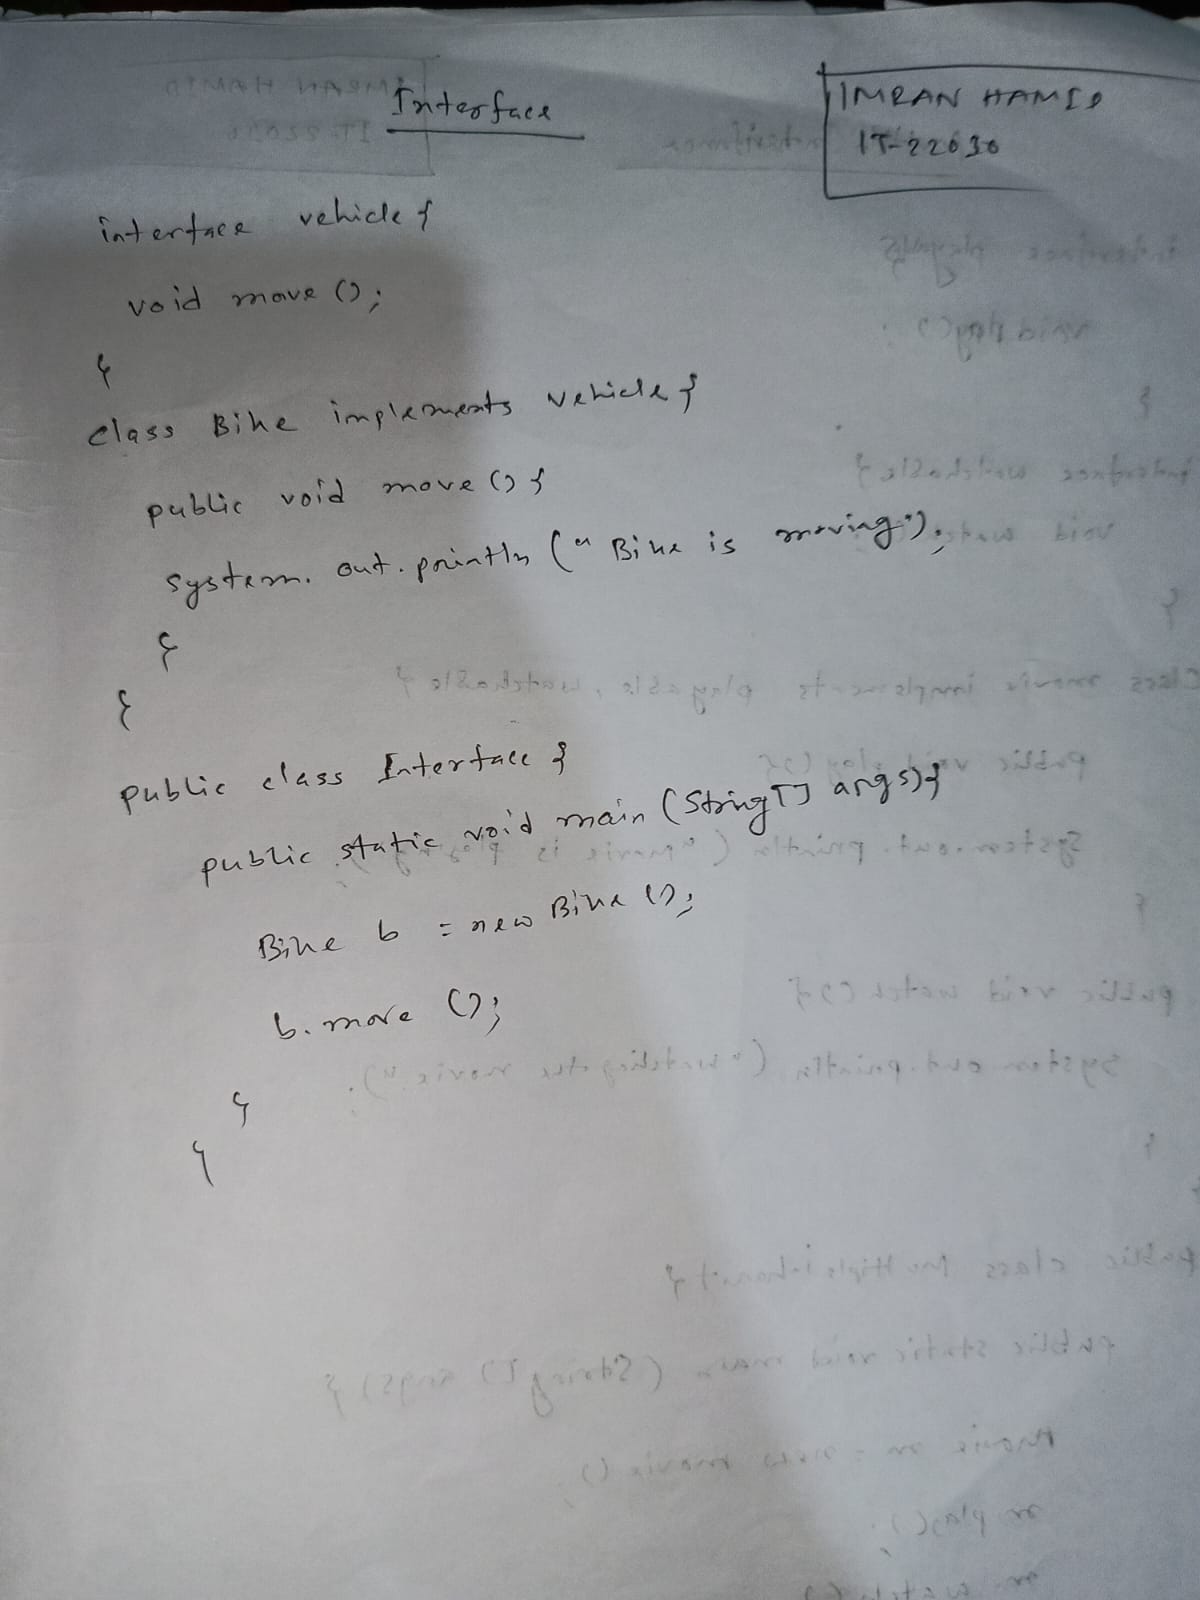 Interface
IMRAN HAMID
IT-22030
interface vehicle {
void move ();
}
class Bike implements vehicle {
public void move () {
System. out. println (" Bike is moving");
}
}
public class Interface {
public static void main (String [] args) {
Bike b = new Bike ();
b. move ();
}
}